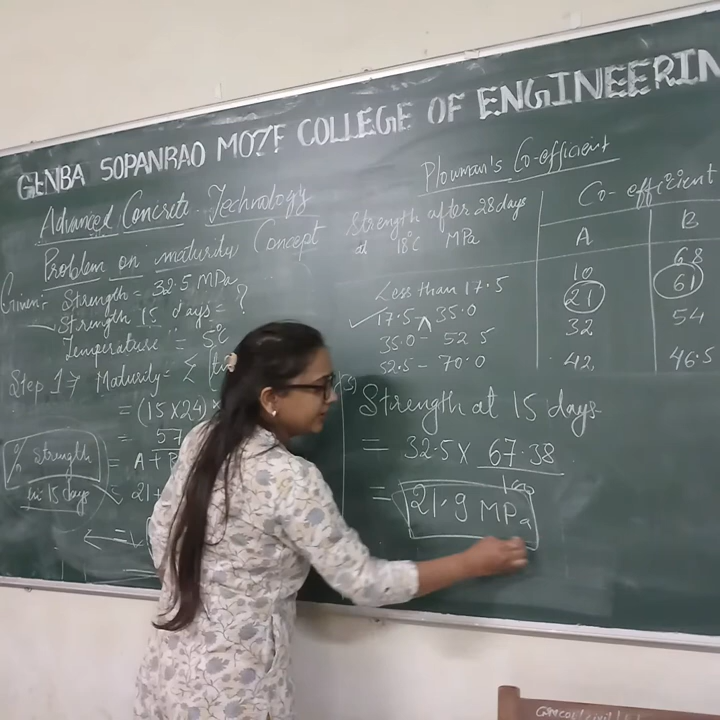 GENBA SOPANRAO MOZE COLLEGE OF ENGINEERIN
Advanced Concrete Technology
Problem on maturity Concept
Given:- Strength = 32.5 MPa
Strength 15 days = ?
Temperature = 5°C
Step 1 → Maturity = Σ (tim
= (15 × 24) ×
= 57
% Strength
in 15 days
= A + B
= 21 +
Plowman's Co-efficient
Strength after 28 days
at 18°C MPa
Co-efficient
A B
Less than 17.5 10 68
17.5 - 35.0 21 61
35.0 - 52.5 32 54
52.5 - 70.0 42 46.5
Strength at 15 days
= 32.5 × 67.38
100
= 21.9 MPa